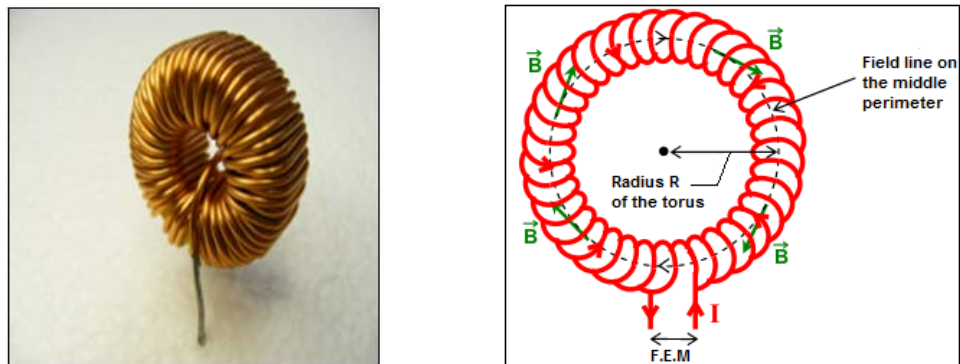 B⃗
B⃗
Field line on
the middle
perimeter
Radius R
of the torus
B⃗
B⃗
I
F.E.M